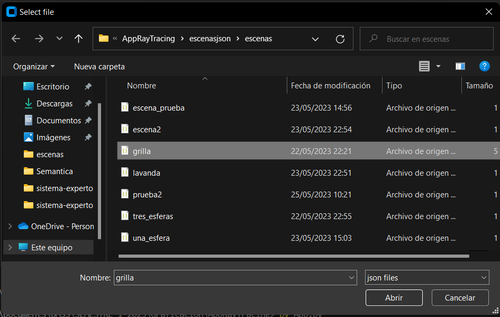 Select file
« AppRayTracing > escenasjson > escenas
Buscar en escenas
Organizar
Nueva carpeta
Escritorio
Descargas
Documentos
Imágenes
escenas
Semantica
sistema-experto
sistema-experto
OneDrive - Person
Este equipo
Nombre Fecha de modificación Tipo Tamaño
escena_prueba 23/05/2023 14:56 Archivo de origen ... 1
escena2 23/05/2023 22:54 Archivo de origen ... 1
grilla 22/05/2023 22:21 Archivo de origen ... 5
lavanda 23/05/2023 22:51 Archivo de origen ... 1
prueba2 25/05/2023 10:21 Archivo de origen ... 1
tres_esferas 22/05/2023 22:55 Archivo de origen ... 1
una_esfera 23/05/2023 15:03 Archivo de origen ... 1
Nombre: grilla
json files
Abrir
Cancelar